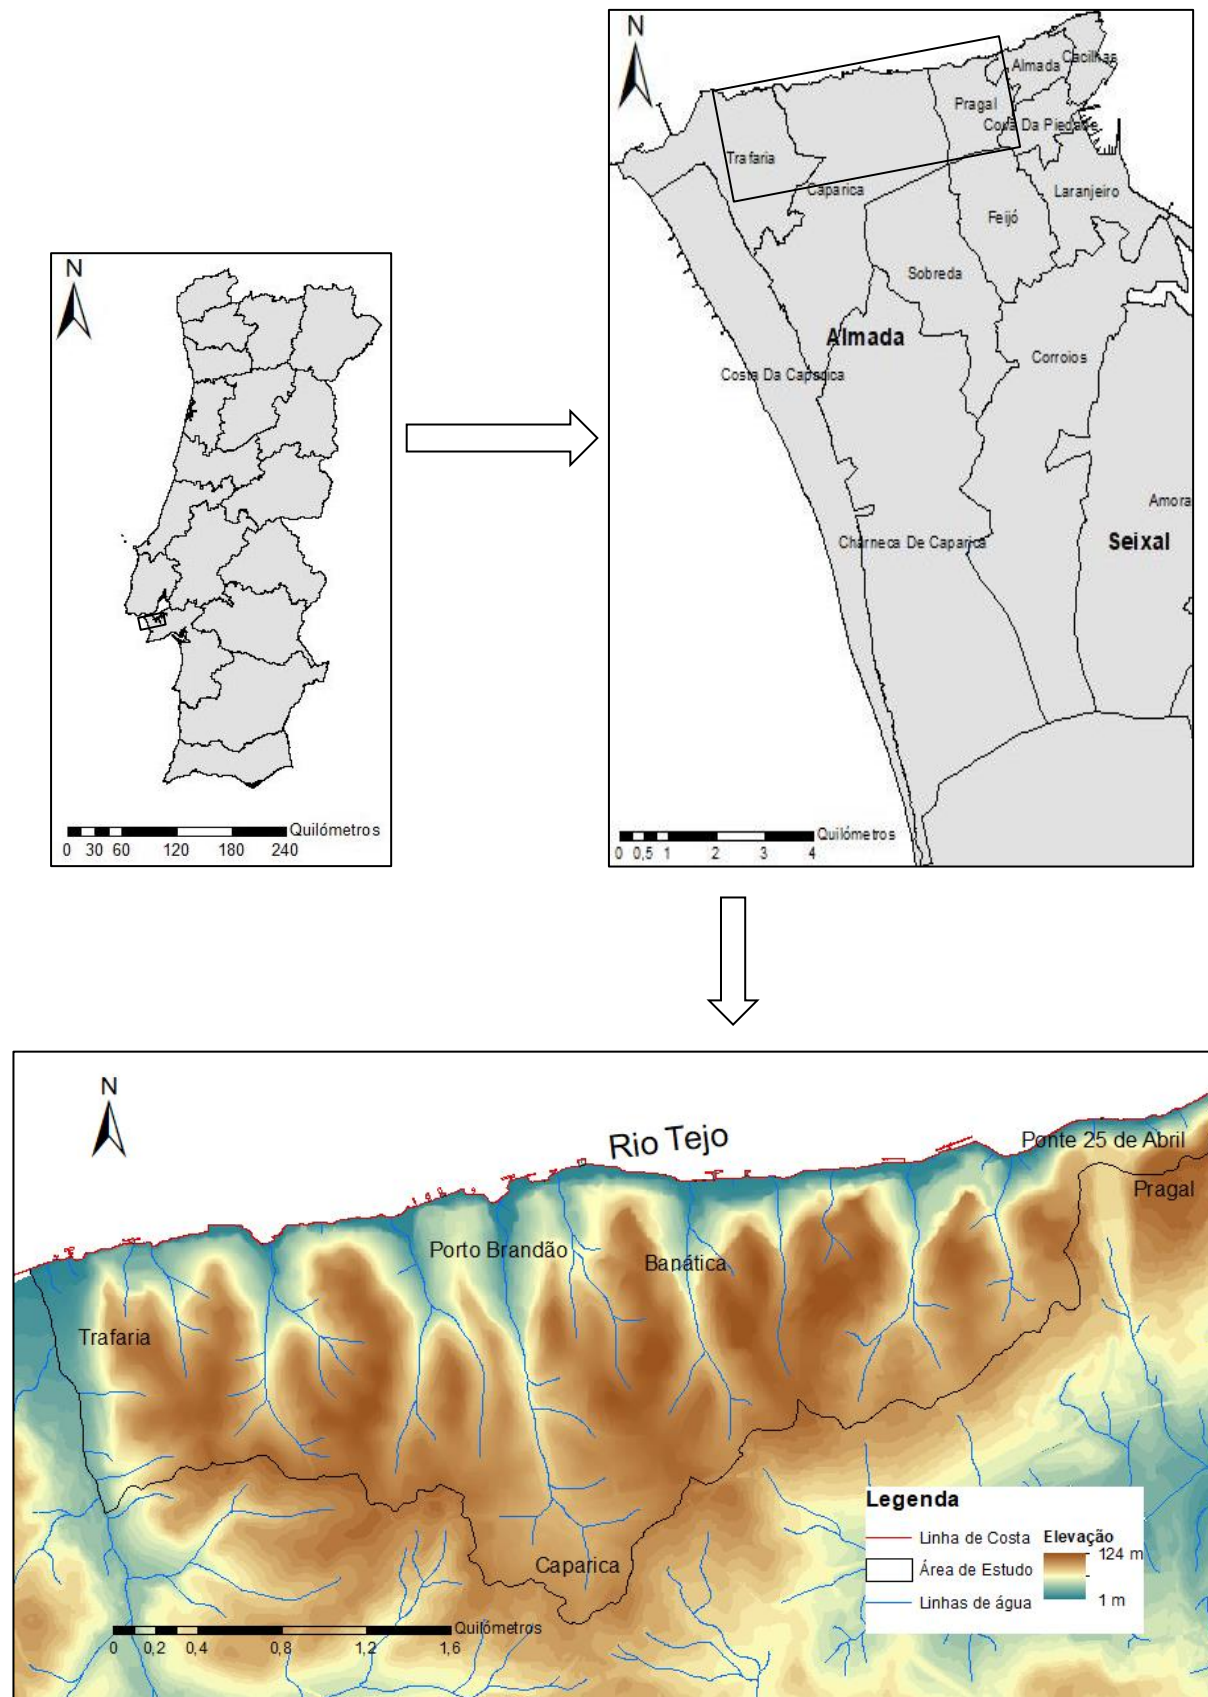 N
Quilómetros
0 30 60 120 180 240
N
Almada
Cacilhas
Pragal
Cova Da Piedade
Trafaria
Caparica
Laranjeiro
Feijó
Sobreda
Almada
Corroios
Costa Da Caparica
Amora
Charneca De Caparica
Seixal
Quilómetros
0 0,5 1 2 3 4
N
Rio Tejo
Ponte 25 de Abril
Pragal
Porto Brandão
Banática
Trafaria
Caparica
Legenda
Linha de Costa
Área de Estudo
Linhas de água
Elevação
124 m
1 m
Quilómetros
0 0,2 0,4 0,8 1,2 1,6